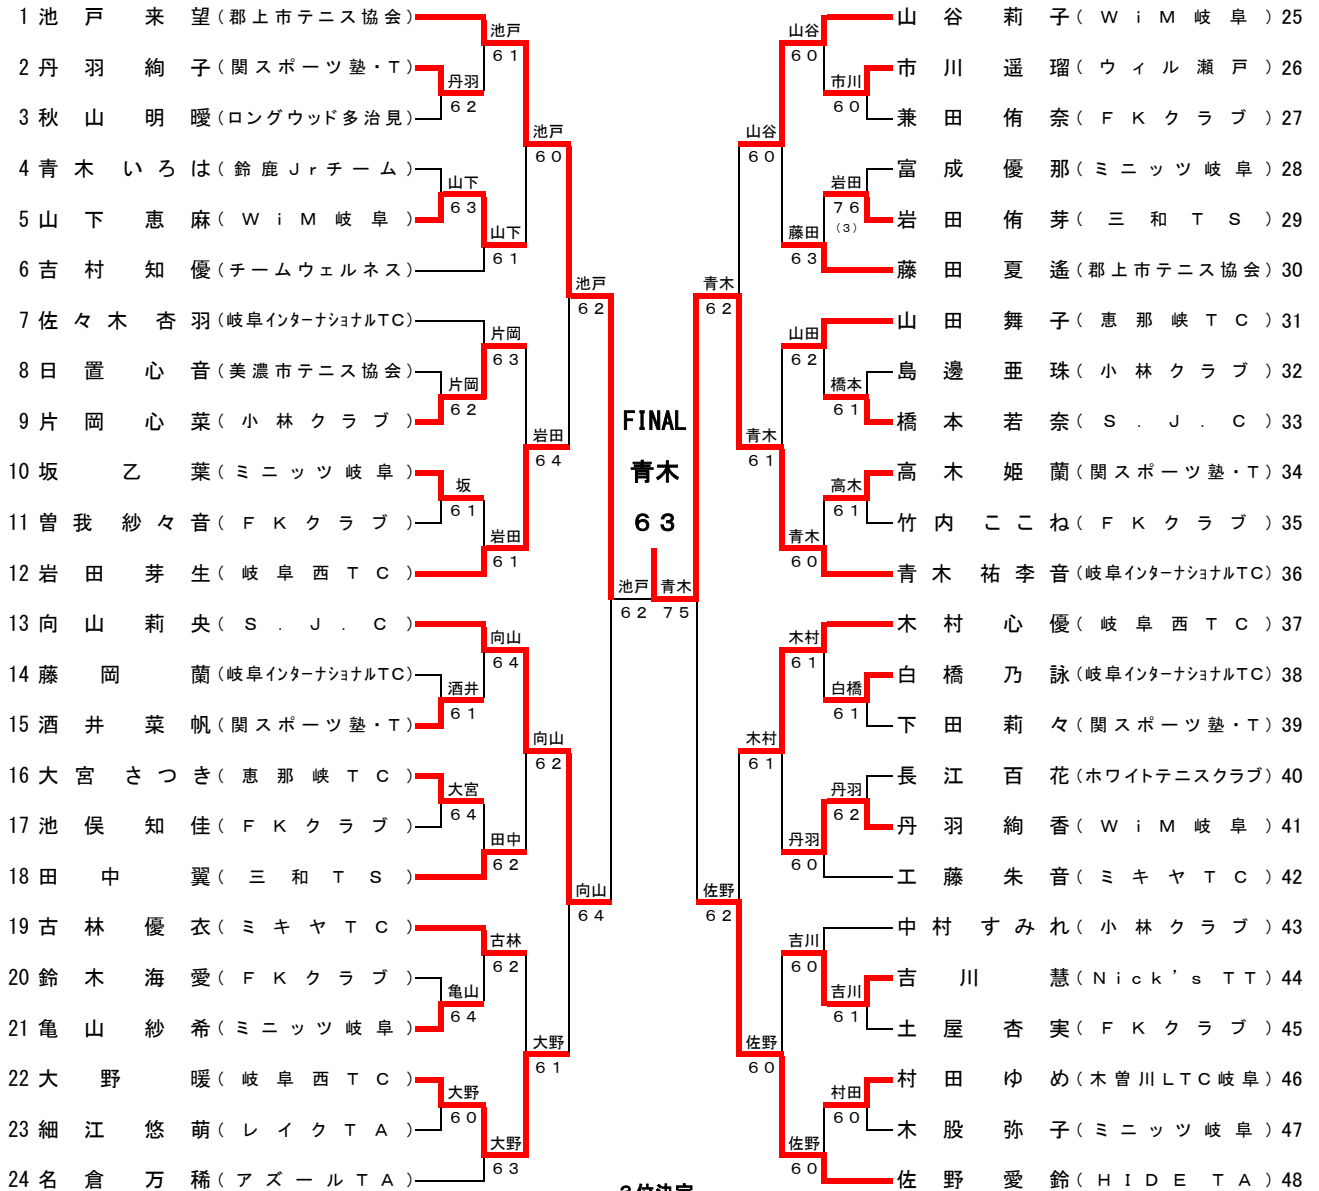 1 池戸来望(郡上市テニス協会)
2 丹羽絢子(関スポーツ塾・T)
3 秋山明曖(ロングウッド多治見)
4 青木いろは(鈴鹿Jrチーム)
5 山下恵麻(WiM岐阜)
6 吉村知優(チームウェルネス)
7 佐々木杏羽(岐阜インターナショナルTC)
8 日置心音(美濃市テニス協会)
9 片岡心菜(小林クラブ)
10 坂乙葉(ミニッツ岐阜)
11 曽我紗々音(FKクラブ)
12 岩田芽生(岐阜西TC)
13 向山莉央(S.J.C)
14 藤岡蘭(岐阜インターナショナルTC)
15 酒井菜帆(関スポーツ塾・T)
16 大宮さつき(恵那峡TC)
17 池俣知佳(FKクラブ)
18 田中翼(三和TS)
19 古林優衣(ミキヤTC)
20 鈴木海愛(FKクラブ)
21 亀山紗希(ミニッツ岐阜)
22 大野暖(岐阜西TC)
23 細江悠萌(レイクTA)
24 名倉万稀(アズールTA)
池戸
61
丹羽
62
池戸
60
山下
63
山下
61
池戸
62
片岡
63
片岡
62
岩田
64
坂
61
岩田
61
池戸
62
向山
64
酒井
61
向山
62
大宮
64
田中
62
向山
64
古林
62
亀山
64
大野
61
大野
60
大野
63
FINAL
青木
63
3位決定
青木
75
山谷
60
市川
60
山谷
60
岩田
76
(3)
藤田
63
青木
62
山田
62
橋本
61
青木
61
高木
61
青木
60
木村
61
白橋
61
木村
61
丹羽
62
丹羽
60
佐野
62
吉川
60
吉川
61
佐野
60
村田
60
佐野
60
山谷莉子(WiM岐阜) 25
市川遥瑠(ウィル瀬戸) 26
兼田侑奈(FKクラブ) 27
富成優那(ミニッツ岐阜) 28
岩田侑芽(三和TS) 29
藤田夏遙(郡上市テニス協会) 30
山田舞子(恵那峡TC) 31
島邊亜珠(小林クラブ) 32
橋本若奈(S.J.C) 33
高木姫蘭(関スポーツ塾・T) 34
竹内ここね(FKクラブ) 35
青木祐李音(岐阜インターナショナルTC) 36
木村心優(岐阜西TC) 37
白橋乃詠(岐阜インターナショナルTC) 38
下田莉々(関スポーツ塾・T) 39
長江百花(ホワイトテニスクラブ) 40
丹羽絢香(WiM岐阜) 41
工藤朱音(ミキヤTC) 42
中村すみれ(小林クラブ) 43
吉川慧(Nick's TT) 44
土屋杏実(FKクラブ) 45
村田ゆめ(木曽川LTC岐阜) 46
木股弥子(ミニッツ岐阜) 47
佐野愛鈴(HIDE TA) 48